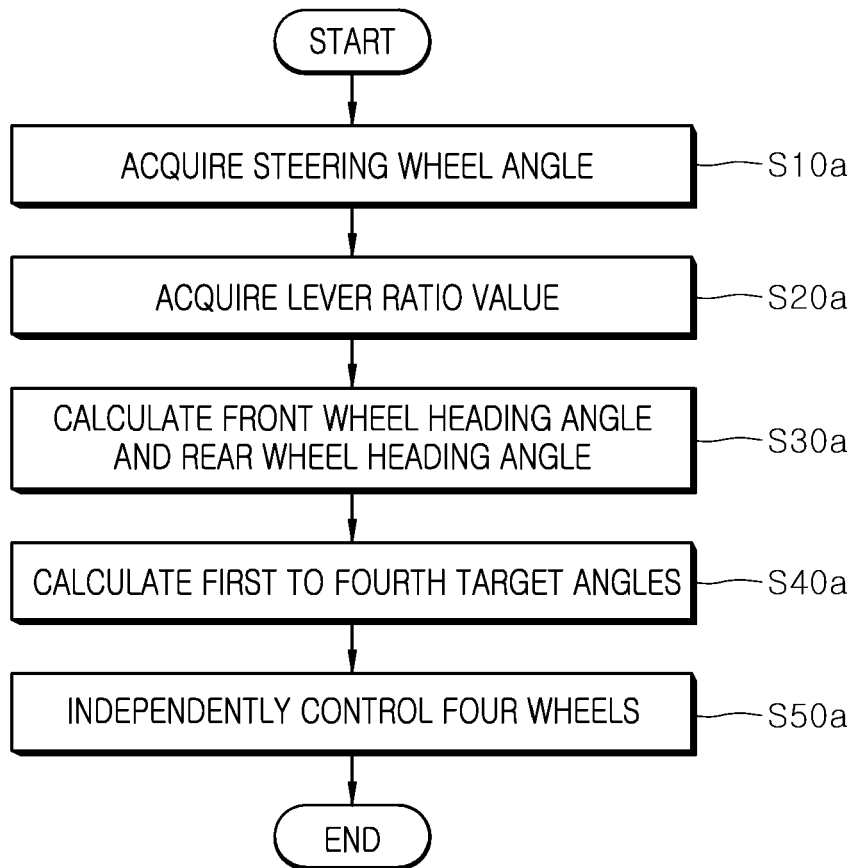 START
ACQUIRE STEERING WHEEL ANGLE
S10a
ACQUIRE LEVER RATIO VALUE
S20a
CALCULATE FRONT WHEEL HEADING ANGLE
AND REAR WHEEL HEADING ANGLE
S30a
CALCULATE FIRST TO FOURTH TARGET ANGLES
S40a
INDEPENDENTLY CONTROL FOUR WHEELS
S50a
END